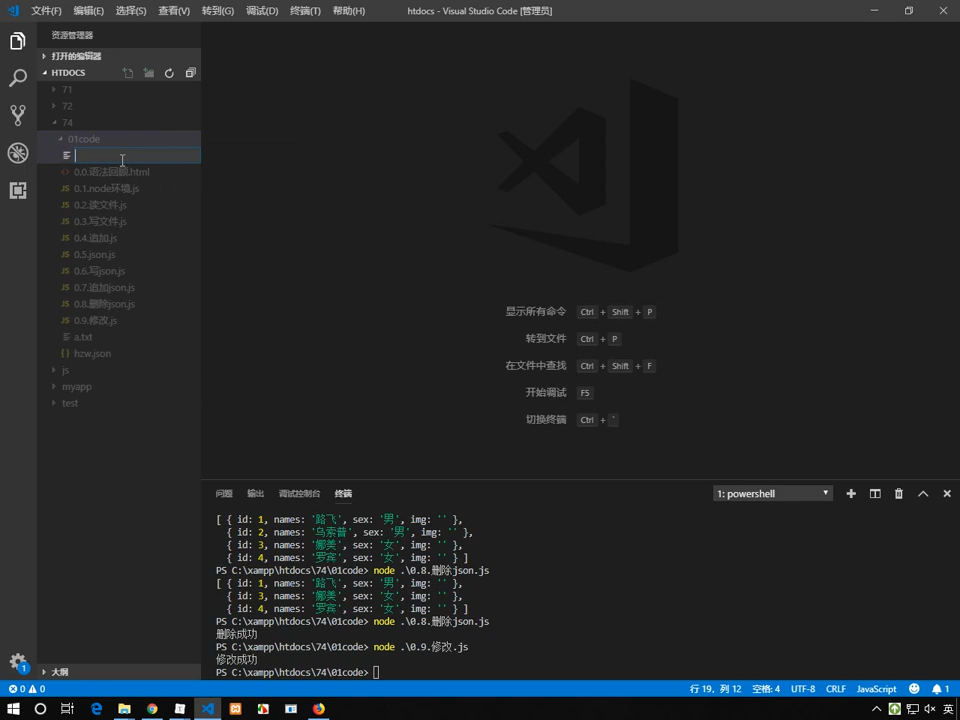 文件(F) 编辑(E) 选择(S) 查看(V) 转到(G) 调试(D) 终端(T) 帮助(H) htdocs - Visual Studio Code [管理员]
资源管理器
打开的编辑器
HTDOCS
71
72
74
01code
0.0.语法回顾.html
0.1.node环境.js
0.2.读文件.js
0.3.写文件.js
0.4.追加.js
0.5.json.js
0.6.写json.js
0.7.追加json.js
0.8.删除json.js
0.9.修改.js
a.txt
hzw.json
js
myapp
test
大纲
显示所有命令 Ctrl + Shift + P
转到文件 Ctrl + P
在文件中查找 Ctrl + Shift + F
开始调试 F5
切换终端 Ctrl + `
问题 输出 调试控制台 终端 1: powershell
[ { id: 1, names: '路飞', sex: '男', img: '' },
{ id: 2, names: '乌索普', sex: '男', img: '' },
{ id: 3, names: '娜美', sex: '女', img: '' },
{ id: 4, names: '罗宾', sex: '女', img: '' } ]
PS C:\xampp\htdocs\74\01code> node .\0.8.删除json.js
[ { id: 1, names: '路飞', sex: '男', img: '' },
{ id: 3, names: '娜美', sex: '女', img: '' },
{ id: 4, names: '罗宾', sex: '女', img: '' } ]
PS C:\xampp\htdocs\74\01code> node .\0.8.删除json.js
删除成功
PS C:\xampp\htdocs\74\01code> node .\0.9.修改.js
修改成功
PS C:\xampp\htdocs\74\01code>
1
0 0 行 19，列 12 空格: 4 UTF-8 CRLF JavaScript 1
英